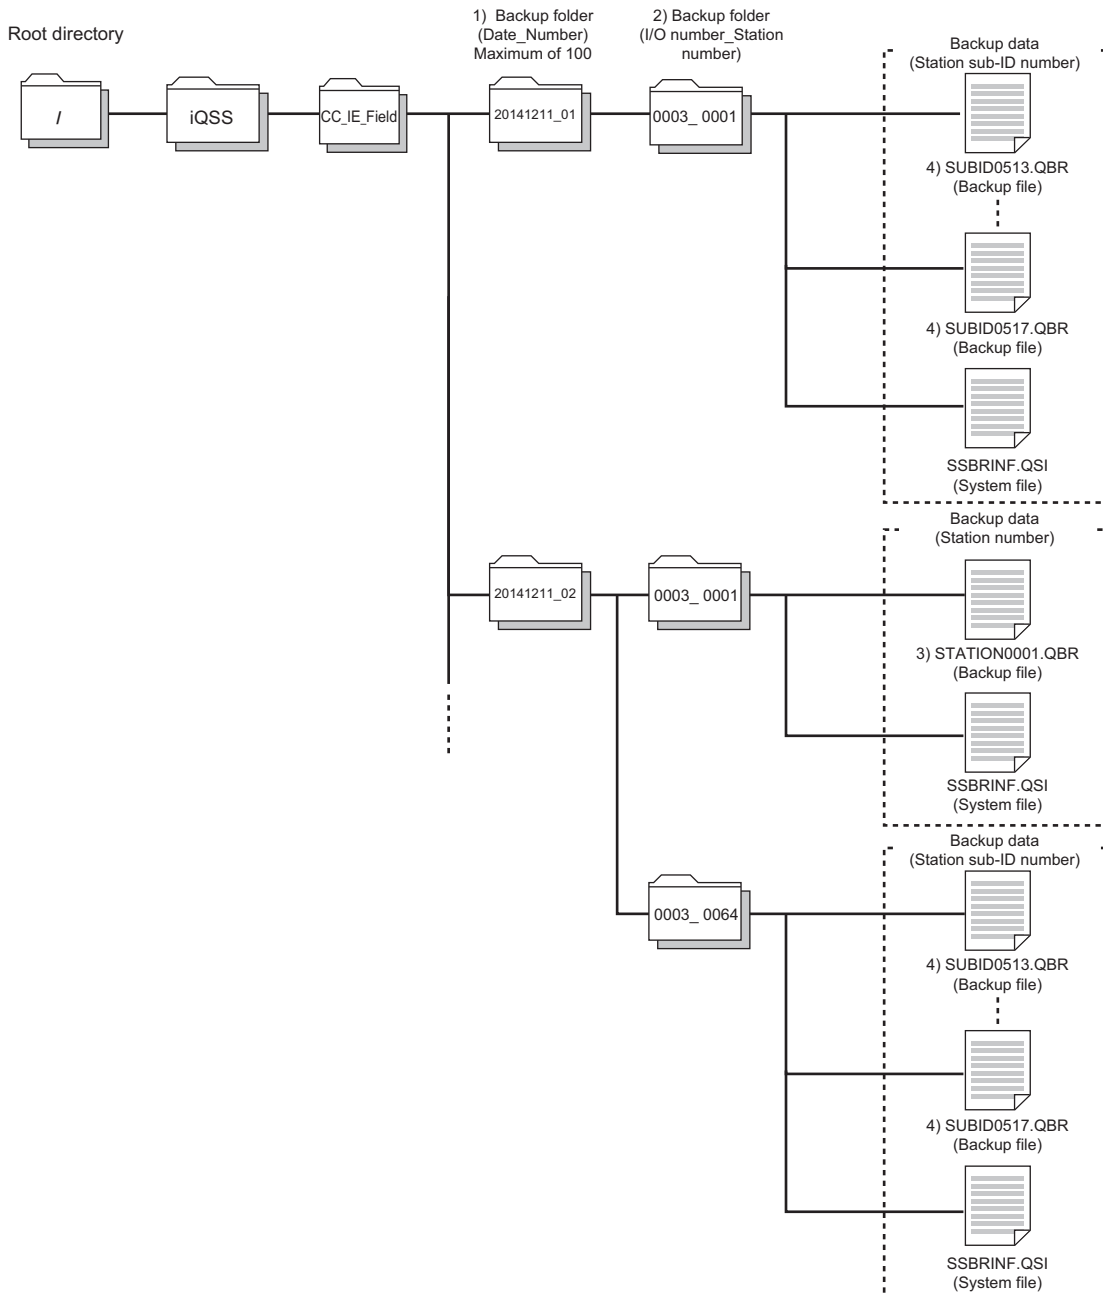 Root directory
1) Backup folder
(Date_Number)
Maximum of 100
2) Backup folder
(I/O number_Station
number)
/
iQSS
CC_IE_Field
20141211_01
0003_ 0001
Backup data
(Station sub-ID number)
4) SUBID0513.QBR
(Backup file)
4) SUBID0517.QBR
(Backup file)
SSBRINF.QSI
(System file)
20141211_02
0003_ 0001
Backup data
(Station number)
3) STATION0001.QBR
(Backup file)
SSBRINF.QSI
(System file)
0003_ 0064
Backup data
(Station sub-ID number)
4) SUBID0513.QBR
(Backup file)
4) SUBID0517.QBR
(Backup file)
SSBRINF.QSI
(System file)